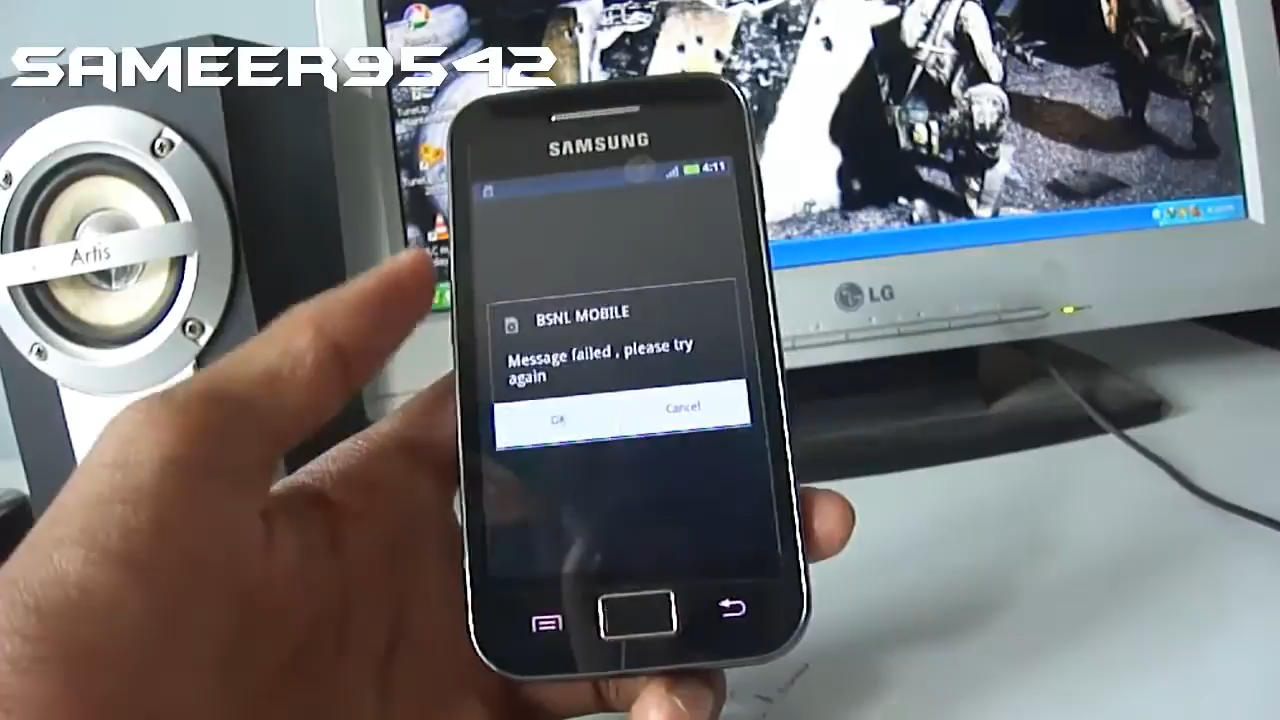 SAMEER9542
SAMSUNG
4:11
Artis
LG
BSNL MOBILE
Message failed , please try
again
OK
Cancel